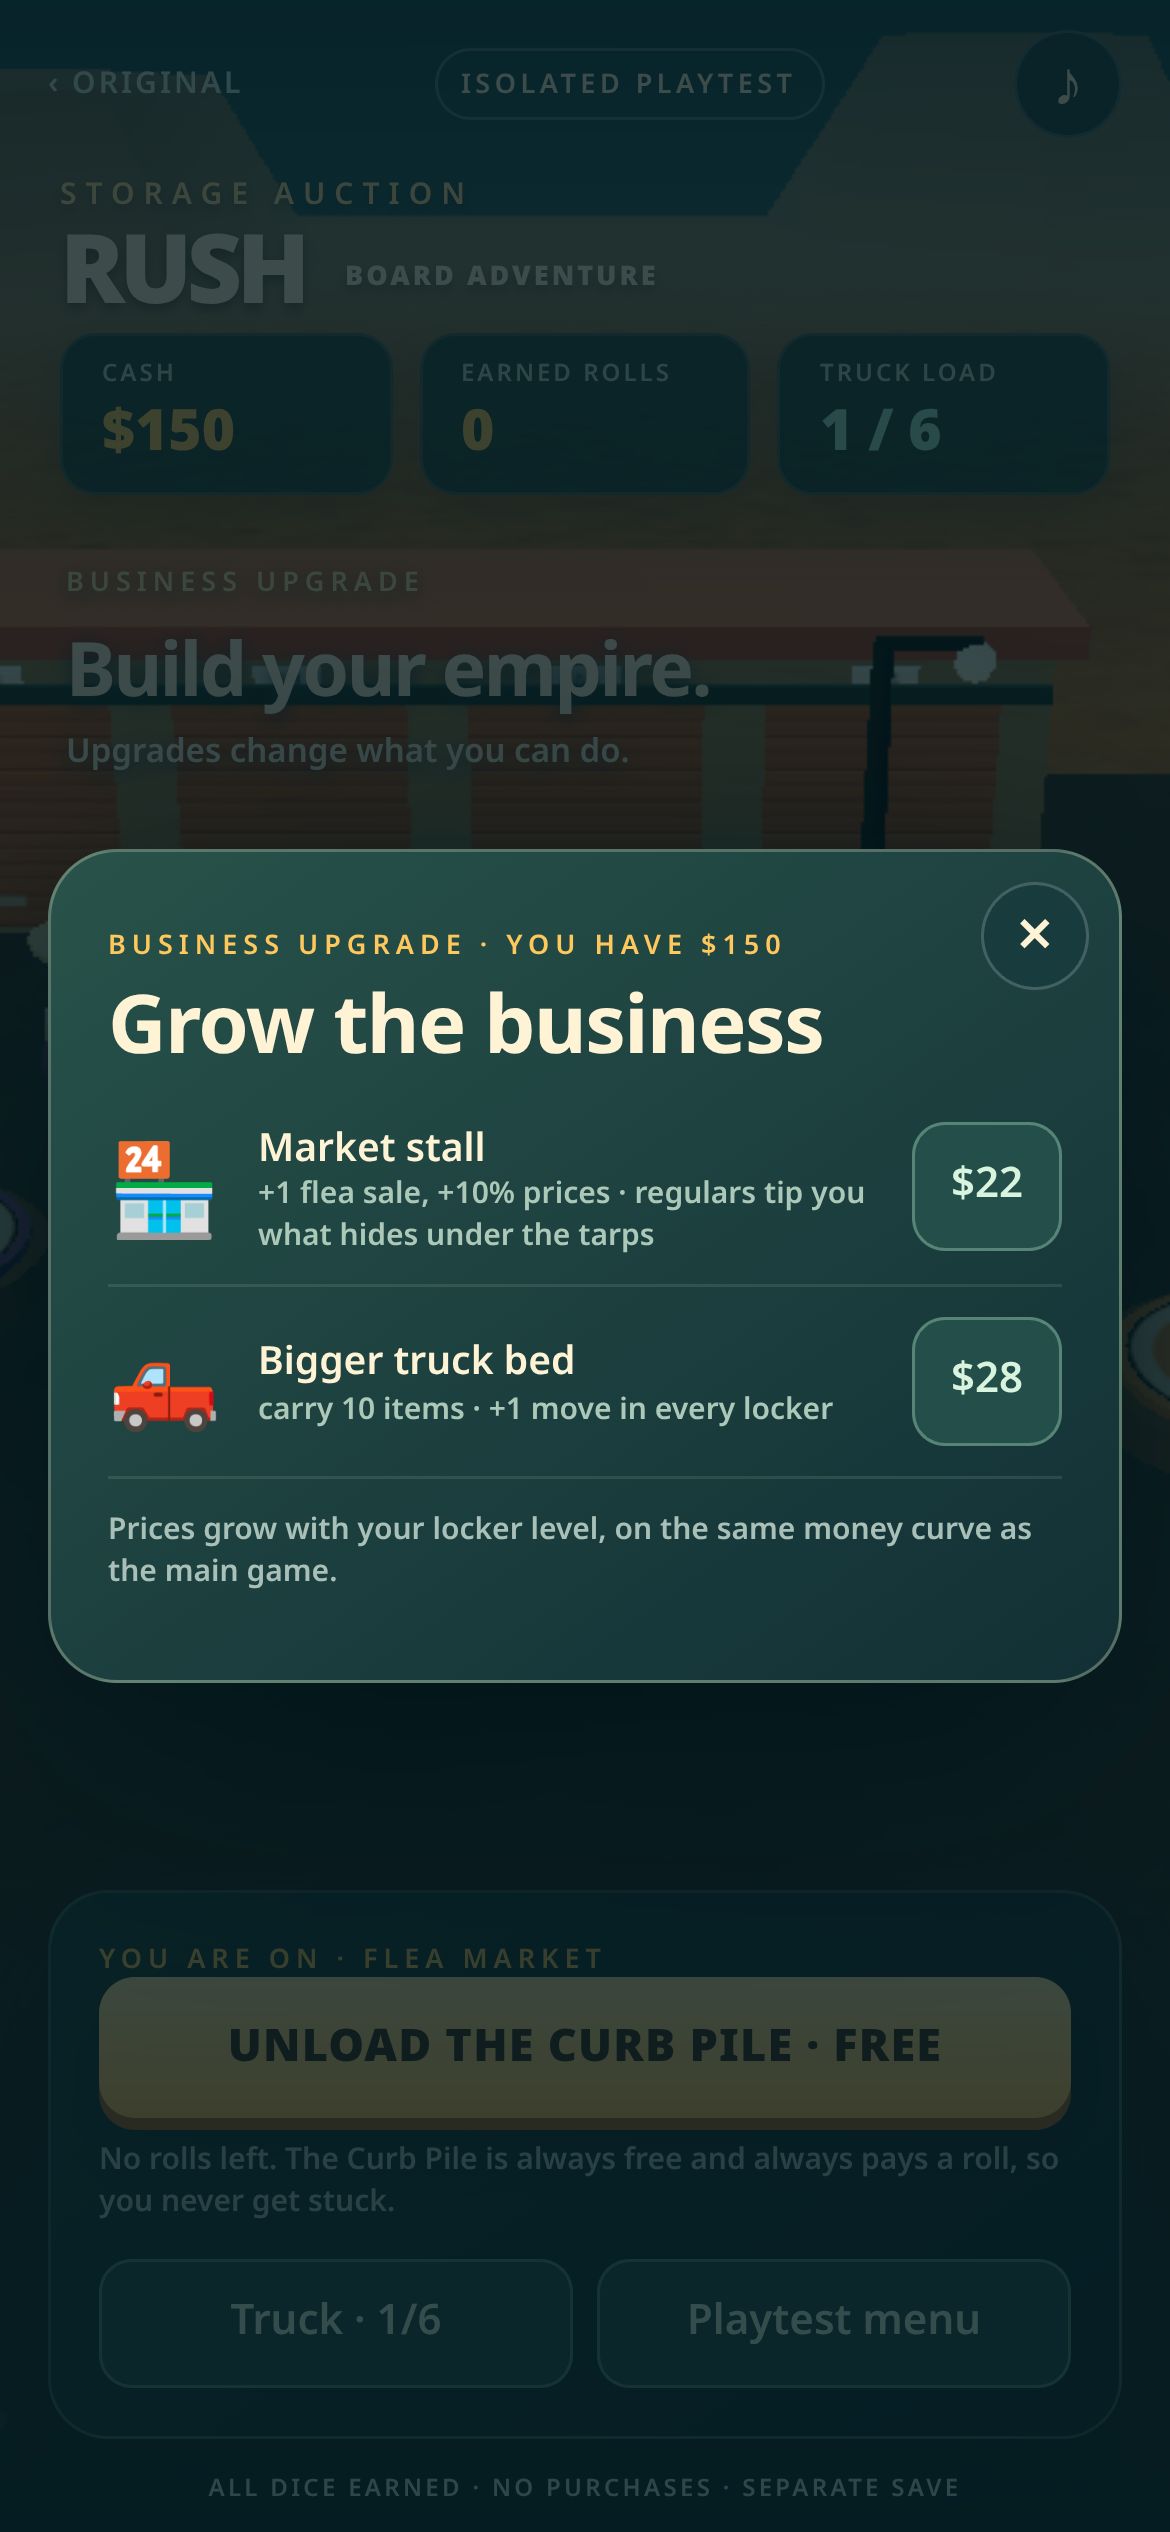 ‹ ORIGINAL
ISOLATED PLAYTEST
♪
STORAGE AUCTION
RUSH BOARD ADVENTURE
CASH
$150
EARNED ROLLS
0
TRUCK LOAD
1 / 6
BUSINESS UPGRADE
Build your empire.
Upgrades change what you can do.
BUSINESS UPGRADE · YOU HAVE $150
×
Grow the business
24
Market stall
+1 flea sale, +10% prices · regulars tip you
what hides under the tarps
$22
Bigger truck bed
carry 10 items · +1 move in every locker
$28
Prices grow with your locker level, on the same money curve as
the main game.
YOU ARE ON · FLEA MARKET
UNLOAD THE CURB PILE · FREE
No rolls left. The Curb Pile is always free and always pays a roll, so
you never get stuck.
Truck · 1/6
Playtest menu
ALL DICE EARNED · NO PURCHASES · SEPARATE SAVE